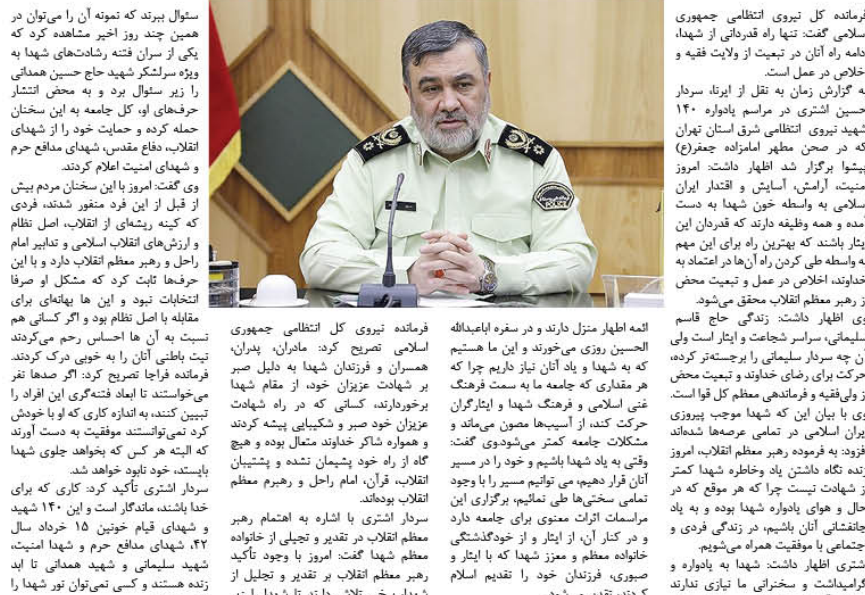 فرمانده کل نیروی انتظامی جمهوری
اسلامی گفت: تنها راه قدردانی از شهدا،
ادامه راه آنان در تبعیت از ولایت فقیه و
اخلاص در عمل است.
به گزارش زمان به نقل از ایرنا، سردار
حسین اشتری در مراسم یادواره ۱۴۰
شهید نیروی انتظامی شرق استان تهران
که در صحن مطهر امامزاده جعفر(ع)
پیشوا برگزار شد اظهار داشت: امروز
امنیت، آرامش، آسایش و اقتدار ایران
اسلامی به واسطه خون شهدا به دست
آمده و همه وظیفه دارند که قدردان این
ایثار باشند که بهترین راه برای این مهم
به واسطه طی کردن راه آن‌ها در اعتماد به
خداوند، اخلاص در عمل و تبعیت محض
از رهبر معظم انقلاب محقق می‌شود.
وی اظهار داشت: زندگی حاج قاسم
سلیمانی، سراسر شجاعت و ایثار است ولی
آن چه سردار سلیمانی را برجسته‌تر کرده،
حرکت برای رضای خداوند و تبعیت محض
از ولی‌فقیه و فرماندهی معظم کل قوا است.
وی با بیان این که شهدا موجب پیروزی
ایران اسلامی در تمامی عرصه‌ها شده‌اند
افزود: به فرموده رهبر معظم انقلاب، امروز
زنده نگاه داشتن یاد وخاطره شهدا کمتر
از شهادت نیست چرا که هر موقع که در
حال و هوای یادواره شهدا بوده و به یاد
جانفشانی آنان باشیم، در زندگی فردی و
اجتماعی با موفقیت همراه می‌شویم.
اشتری اظهار داشت: شهدا به یادواره و
گرامیداشت و سخنرانی ما نیازی ندارند
ائمه اطهار منزل دارند و در سفره اباعبدالله
الحسین روزی می‌خورند و این ما هستیم
که به شهدا و یاد آنان نیاز داریم چرا که
هر مقداری که جامعه ما به سمت فرهنگ
غنی اسلامی و فرهنگ شهدا و ایثارگران
حرکت کند، از آسیب‌ها مصون می‌ماند و
مشکلات جامعه کمتر می‌شود.وی گفت:
وقتی به یاد شهدا باشیم و خود را در مسیر
آنان قرار دهیم، می توانیم مسیر را با وجود
تمامی سختی‌ها طی نمائیم، برگزاری این
مراسمات اثرات معنوی برای جامعه دارد
و در کنار آن، از ایثار و از خودگذشتگی
خانواده معظم و معزز شهدا که با ایثار و
صبوری، فرزندان خود را تقدیم اسلام
کردند، تقدیر می‌شود.
فرمانده نیروی کل انتظامی جمهوری
اسلامی تصریح کرد: مادران، پدران،
همسران و فرزندان شهدا به دلیل صبر
بر شهادت عزیزان خود، از مقام شهدا
برخوردارند، کسانی که در راه شهادت
عزیزان خود صبر و شکیبایی پیشه کردند
و همواره شاکر خداوند متعال بوده و هیچ
گاه از راه خود پشیمان نشده و پشتیبان
انقلاب، قرآن، امام راحل و رهبرم معظم
انقلاب بوده‌اند.
سردار اشتری با اشاره به اهتمام رهبر
معظم انقلاب در تقدیر و تجیلی از خانواده
معظم شهدا گفت: امروز با وجود تأکید
رهبر معظم انقلاب بر تقدیر و تجلیل از
سئوال ببرند که نمونه آن را می‌توان در
همین چند روز اخیر مشاهده کرد که
یکی از سران فتنه رشادت‌های شهدا به
ویژه سرلشکر شهید حاج حسین همدانی
را زیر سئوال برد و به محض انتشار
حرف‌های او، کل جامعه به این سخنان
حمله کرده و حمایت خود را از شهدای
انقلاب، دفاع مقدس، شهدای مدافع حرم
و شهدای امنیت اعلام کردند.
وی گفت: امروز با این سخنان مردم بیش
از قبل از این فرد منفور شدند، فردی
که کینه ریشه‌ای از انقلاب، اصل نظام
و ارزش‌های انقلاب اسلامی و تدابیر امام
راحل و رهبر معظم انقلاب دارد و با این
حرف‌ها ثابت کرد که مشکل او صرفا
انتخابات نبود و این ها بهانه‌ای برای
مقابله با اصل نظام بود و اگر کسانی هم
نسبت به آن ها احساس رحم می‌کردند
نیت باطنی آنان را به خوبی درک کردند.
فرمانده فراجا تصریح کرد: اگر صدها نفر
می‌خواستند تا ابعاد فتنه‌گری این افراد را
تبیین کنند، به اندازه کاری که او با خودش
کرد نمی‌توانستند موفقیت به دست آورند
که البته هر کس که بخواهد جلوی شهدا
بایستد، خود نابود خواهد شد.
سردار اشتری تأکید کرد: کاری که برای
خدا باشند، ماندگار است و این ۱۴۰ شهید
و شهدای قیام خونین ۱۵ خرداد سال
۴۲، شهدای مدافع حرم و شهدا امنیت،
شهید سلیمانی و شهید همدانی تا ابد
زنده هستند و کسی نمی‌توان نور شهدا را
POLICE